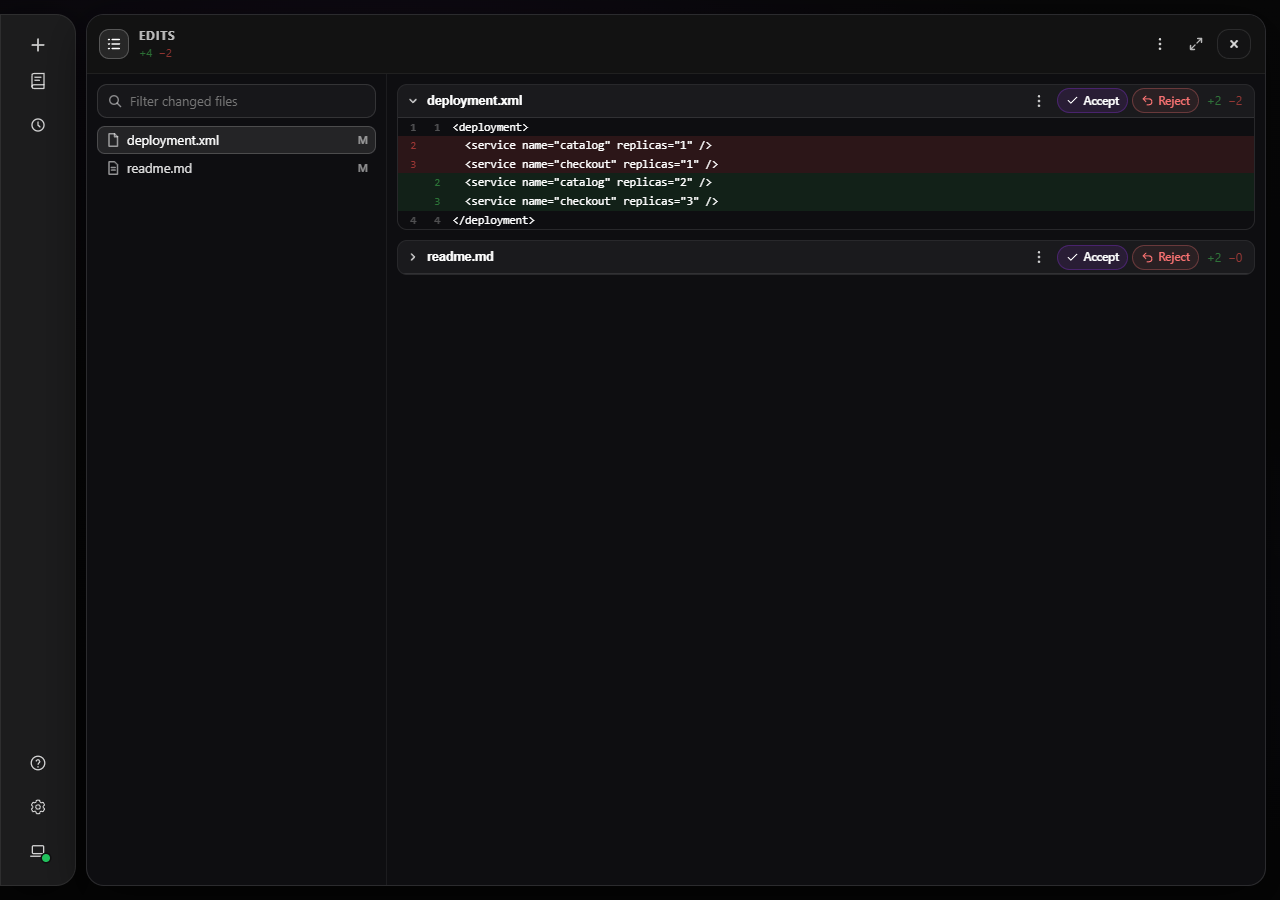 EDITS
+4 −2
Filter changed files
deployment.xml M
readme.md M
deployment.xml Accept Reject +2 −2
1 1 <deployment>
2 <service name="catalog" replicas="1" />
3 <service name="checkout" replicas="1" />
2 <service name="catalog" replicas="2" />
3 <service name="checkout" replicas="3" />
4 4 </deployment>
readme.md Accept Reject +2 −0